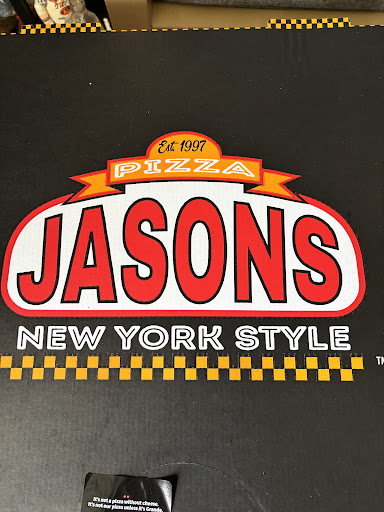 Est. 1997
PIZZA
JASONS
NEW YORK STYLE
TM
It's not a pizza without cheese.
It's not our pizza unless it's Grande.